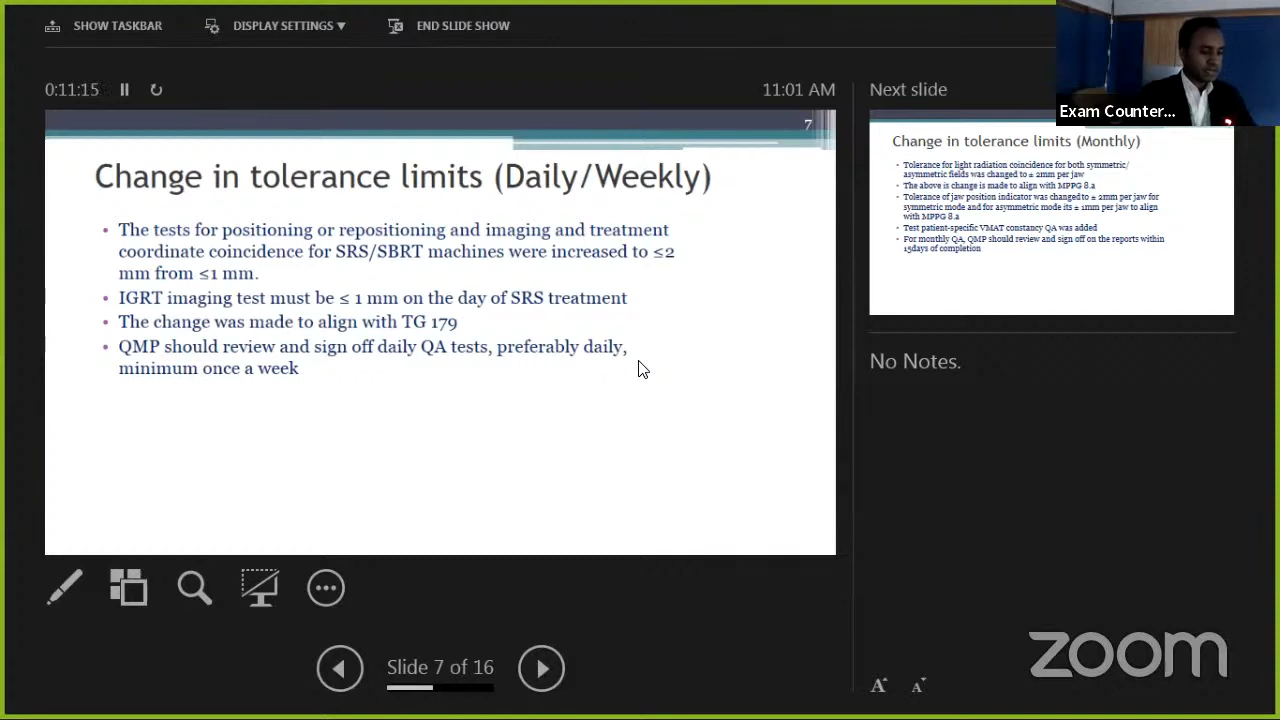 SHOW TASKBAR
DISPLAY SETTINGS ▼
END SLIDE SHOW
0:11:15
11:01 AM
7
Change in tolerance limits (Daily/Weekly)
• The tests for positioning or repositioning and imaging and treatment
coordinate coincidence for SRS/SBRT machines were increased to ≤2
mm from ≤1 mm.
• IGRT imaging test must be ≤ 1 mm on the day of SRS treatment
• The change was made to align with TG 179
• QMP should review and sign off daily QA tests, preferably daily,
minimum once a week
Slide 7 of 16
Next slide
Exam Counter...
Change in tolerance limits (Monthly)
• Tolerance for light radiation coincidence for both symmetric/
asymmetric fields was changed to ± 2mm per jaw
• The above is change is made to align with MPPG 8.a
• Tolerance of jaw position indicator was changed to ± 2mm per jaw for
symmetric mode and for asymmetric mode its ± 1mm per jaw to align
with MPPG 8.a
• Test patient-specific VMAT constancy QA was added
• For monthly QA, QMP should review and sign off on the reports within
15days of completion
No Notes.
A A
zoom